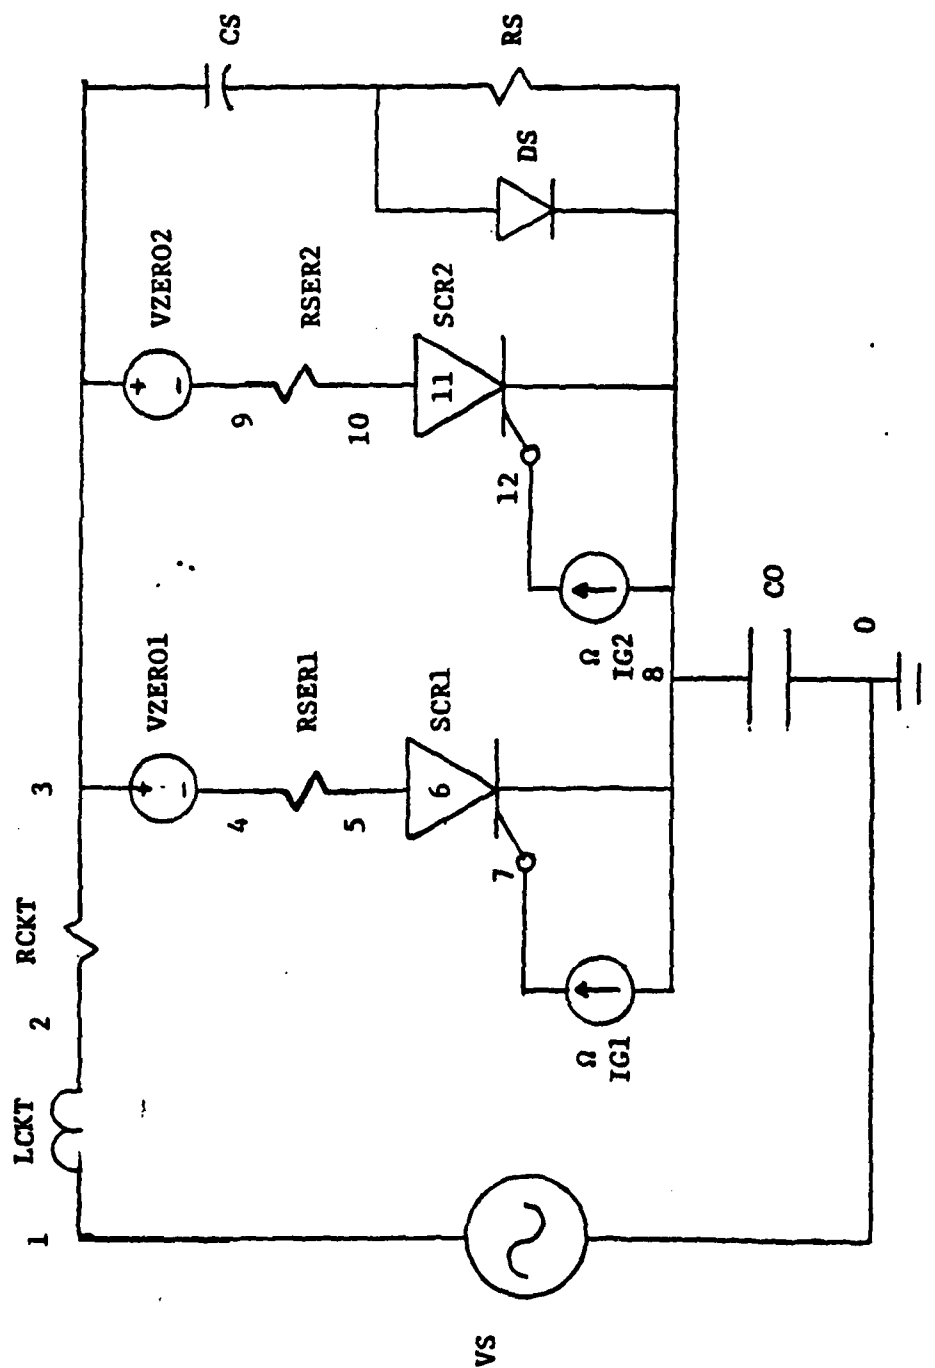 CS
RS
DS
VZERO2
RSER2
SCR2
9
10
11
12
Ω
IG2
VZERO1
RSER1
SCR1
3
4
5
6
7
8
CO
0
RCKT
2
Ω
IG1
LCKT
1
VS
+
-
+
-